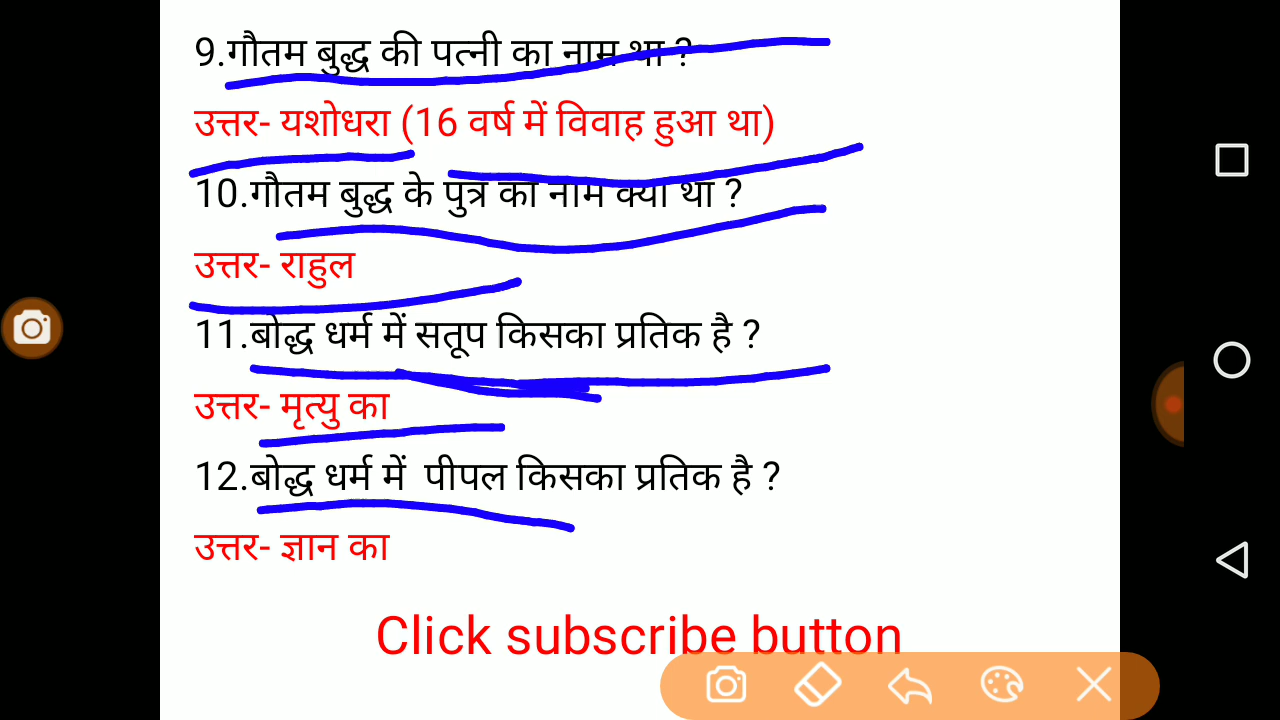 9.गौतम बुद्ध की पत्नी का नाम था ?
उत्तर- यशोधरा (16 वर्ष में विवाह हुआ था)
10.गौतम बुद्ध के पुत्र का नाम क्या था ?
उत्तर- राहुल
11.बोद्ध धर्म में सतूप किसका प्रतिक है ?
उत्तर- मृत्यु का
12.बोद्ध धर्म में पीपल किसका प्रतिक है ?
उत्तर- ज्ञान का
Click subscribe button